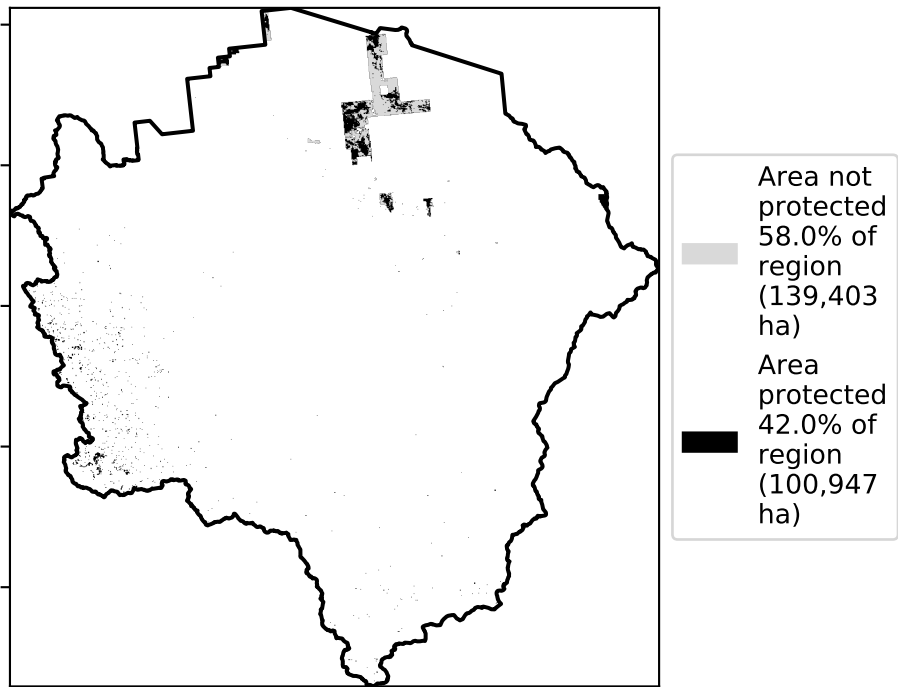 Area not
protected
58.0% of
region
(139,403
ha)
Area
protected
42.0% of
region
(100,947
ha)